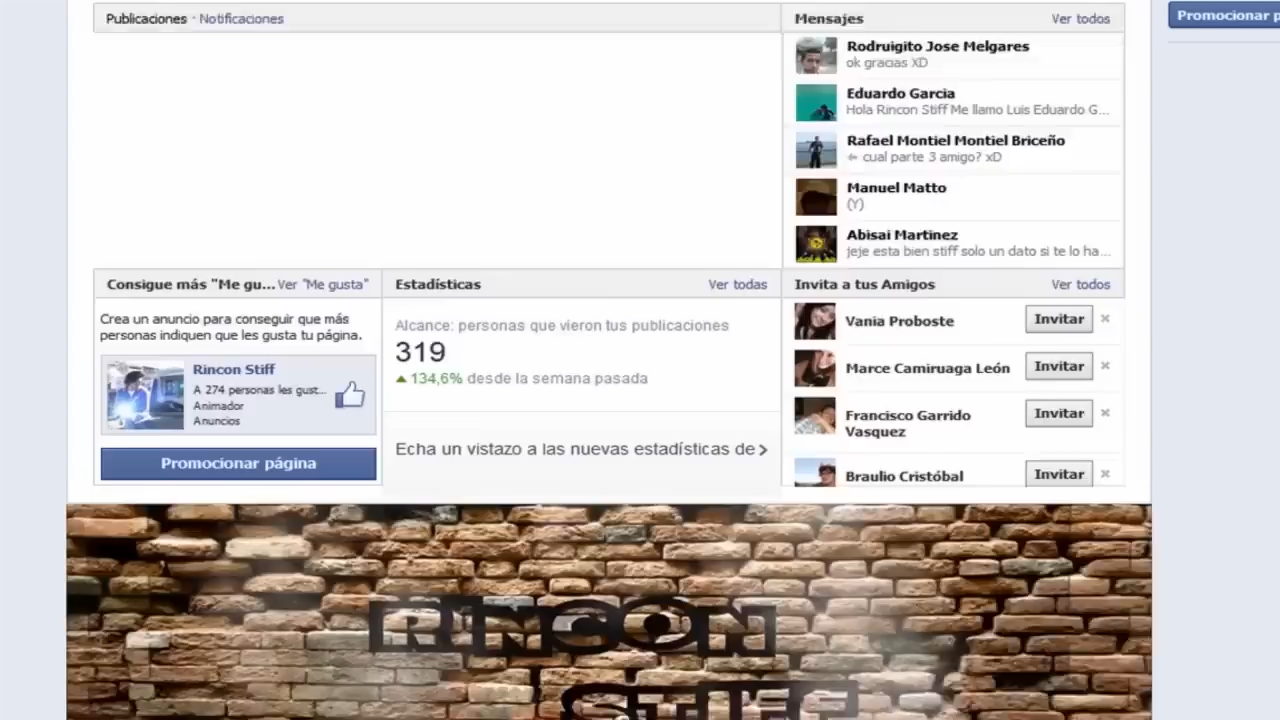 Publicaciones · Notificaciones
Mensajes
Ver todos
Promocionar p
Rodruigito Jose Melgares
ok gracias XD
Eduardo Garcia
Hola Rincon Stiff Me llamo Luis Eduardo G...
Rafael Montiel Montiel Briceño
cual parte 3 amigo? xD
Manuel Matto
(Y)
Abisai Martinez
jeje esta bien stiff solo un dato si te lo ha...
Consigue más "Me gu...
Ver "Me gusta"
Crea un anuncio para conseguir que más
personas indiquen que les gusta tu página.
Rincon Stiff
A 274 personas les gust...
Animador
Anuncios
Promocionar página
Estadísticas
Ver todas
Alcance: personas que vieron tus publicaciones
319
134,6% desde la semana pasada
Echa un vistazo a las nuevas estadísticas de
Invita a tus Amigos
Ver todos
Vania Proboste
Invitar
Marce Camiruaga León
Invitar
Francisco Garrido
Vasquez
Invitar
Braulio Cristóbal
Invitar
RINCON
STIFF